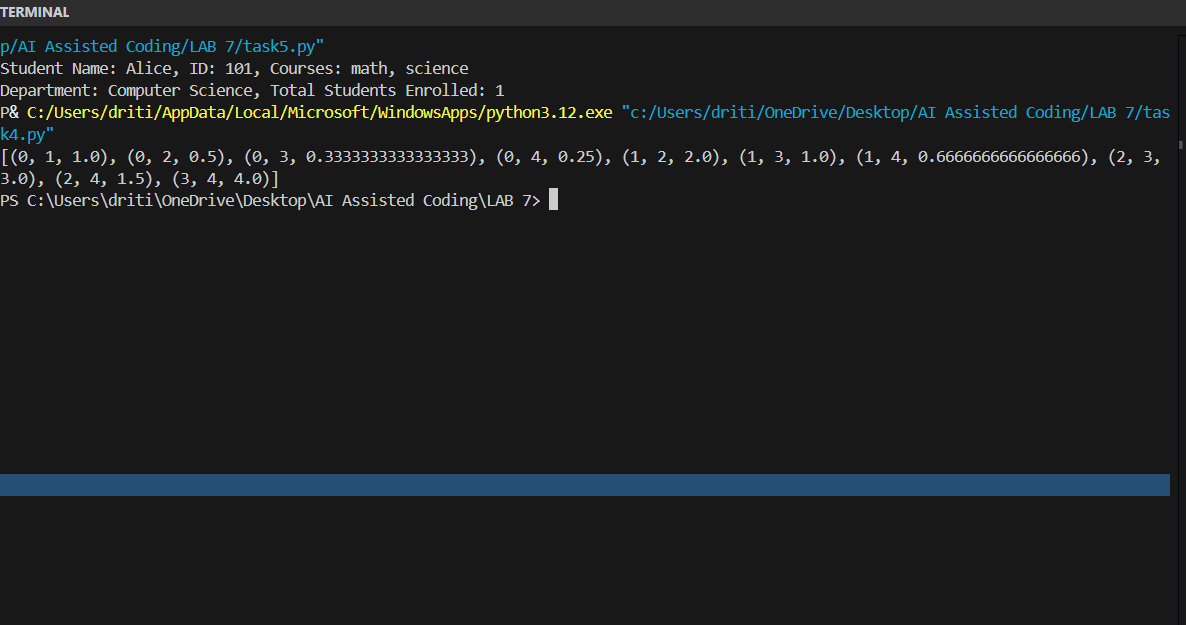 TERMINAL
p/AI Assisted Coding/LAB 7/task5.py"
Student Name: Alice, ID: 101, Courses: math, science
Department: Computer Science, Total Students Enrolled: 1
P& C:/Users/driti/AppData/Local/Microsoft/WindowsApps/python3.12.exe "c:/Users/driti/OneDrive/Desktop/AI Assisted Coding/LAB 7/tas
k4.py"
[(0, 1, 1.0), (0, 2, 0.5), (0, 3, 0.3333333333333333), (0, 4, 0.25), (1, 2, 2.0), (1, 3, 1.0), (1, 4, 0.6666666666666666), (2, 3,
3.0), (2, 4, 1.5), (3, 4, 4.0)]
PS C:\Users\driti\OneDrive\Desktop\AI Assisted Coding\LAB 7>